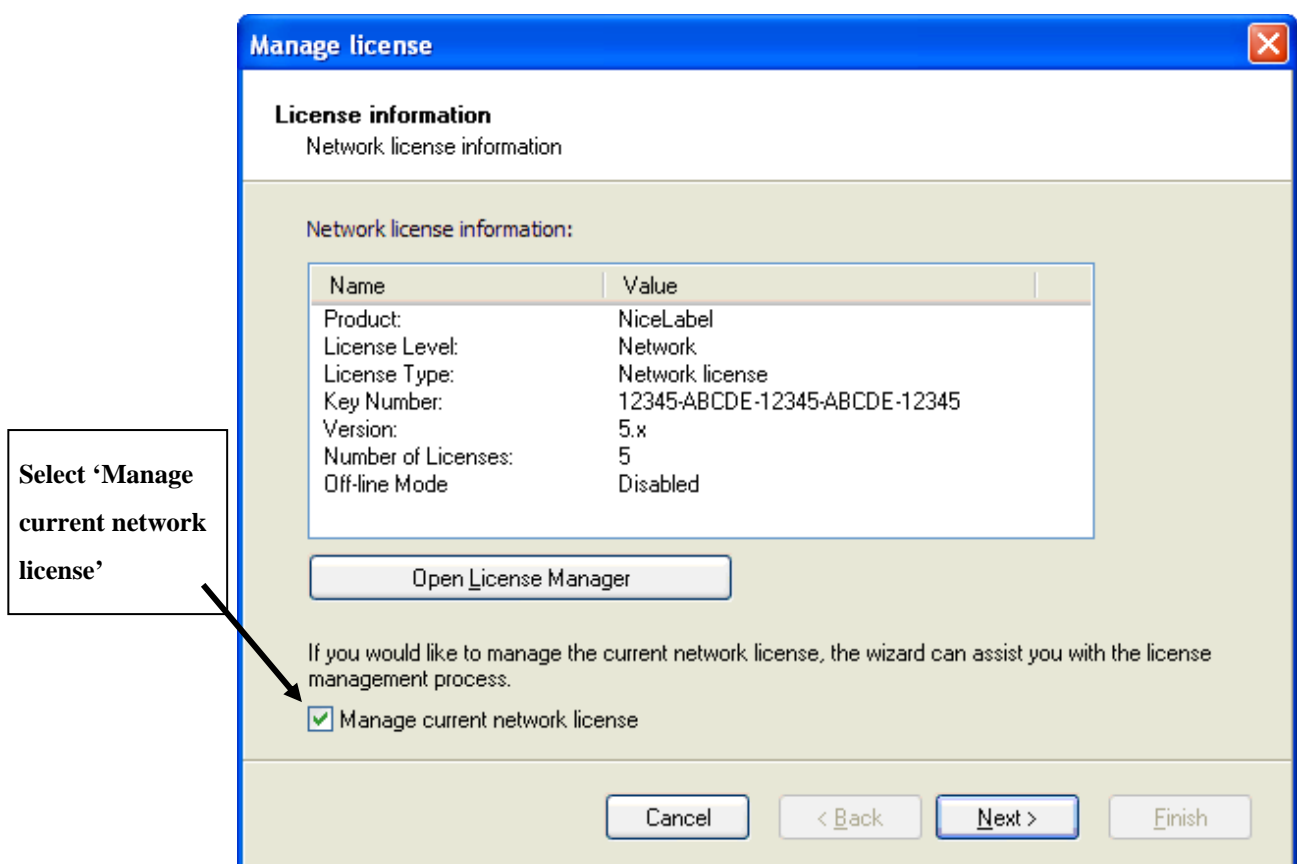 Manage license
License information
Network license information
Network license information:
Name Value
Product: NiceLabel
License Level: Network
License Type: Network license
Key Number: 12345-ABCDE-12345-ABCDE-12345
Version: 5.x
Number of Licenses: 5
Off-line Mode Disabled
Select ‘Manage
current network
license’
Open License Manager
If you would like to manage the current network license, the wizard can assist you with the license
management process.
Manage current network license
Cancel < Back Next > Finish